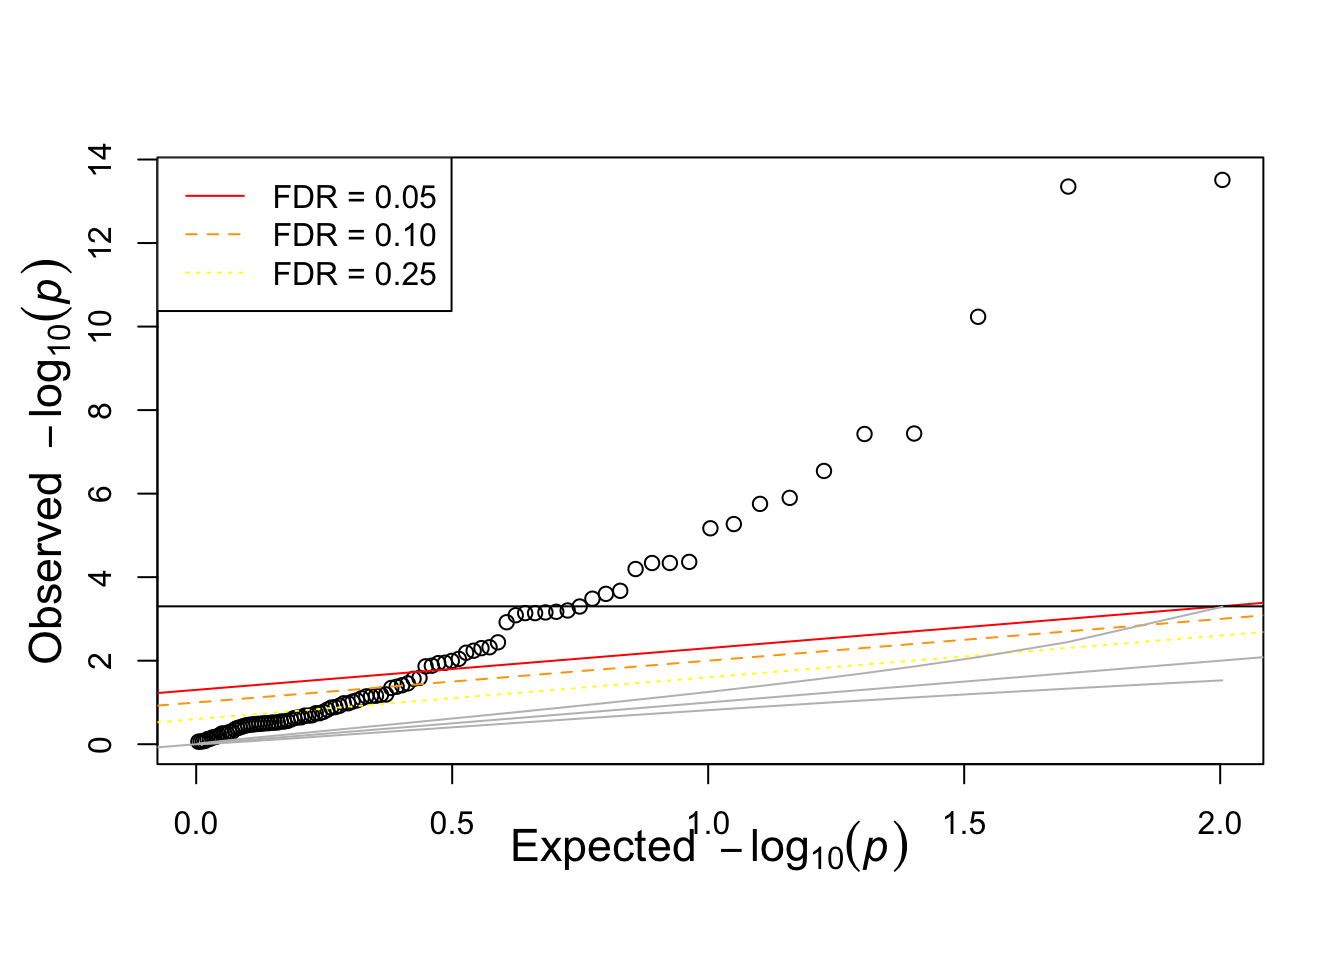 FDR = 0.05
FDR = 0.10
FDR = 0.25
Observed −log₁₀(p)
14
12
10
8
6
4
2
0
0.0 0.5 1.0 1.5 2.0
Expected −log₁₀(p)